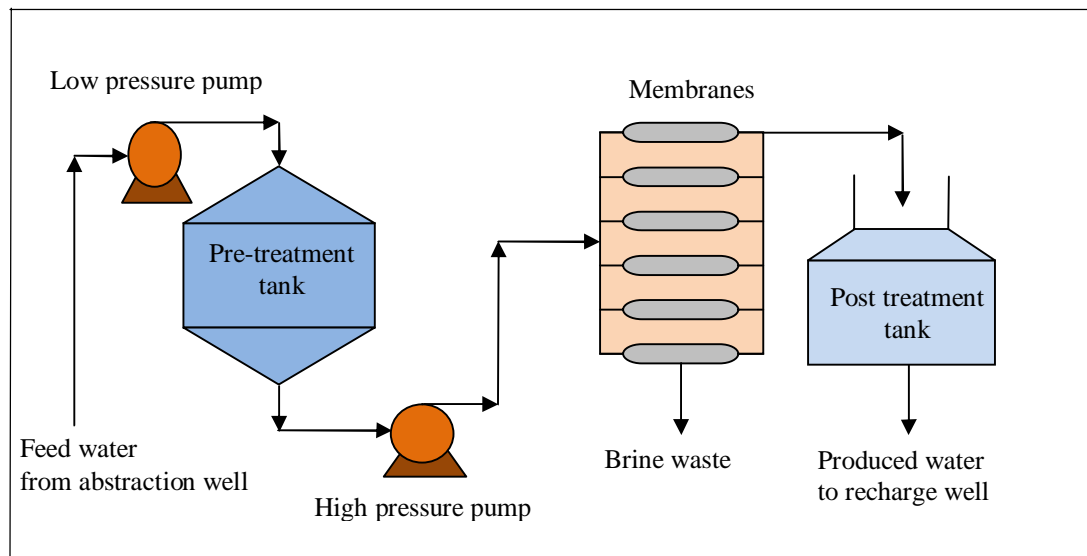 Low pressure pump
Membranes
Pre-treatment
tank
Post treatment
tank
Feed water
from abstraction well
High pressure pump
Brine waste
Produced water
to recharge well